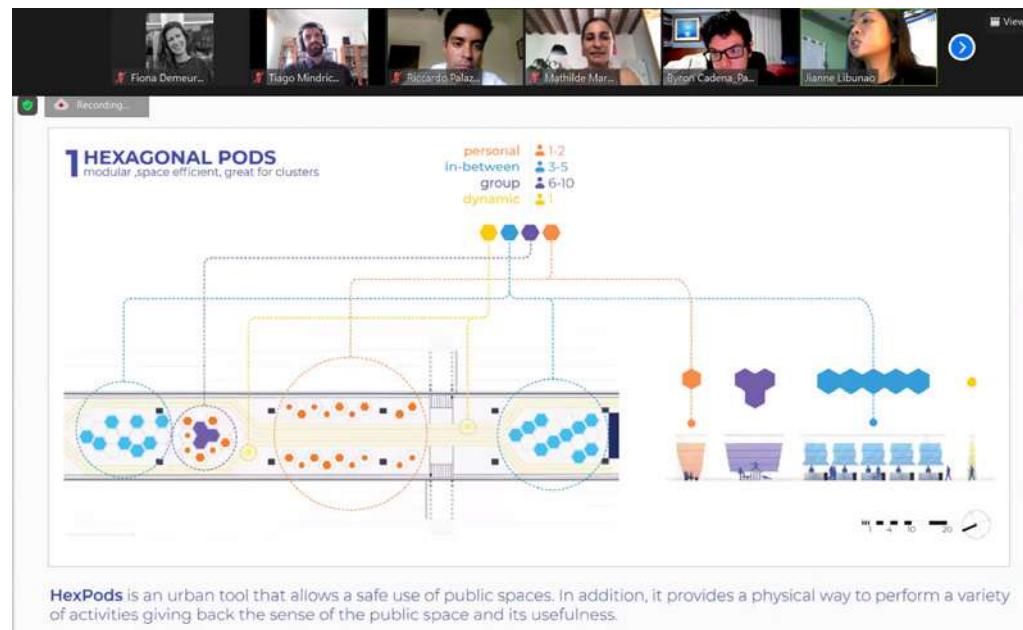 View
Fiona Demeur...
Tiago Mindric...
Riccardo Palaz...
Mathilde Mar...
Byron Cadena_Pa...
Jianne Libunao
Recording...
1 HEXAGONAL PODS
modular ,space efficient, great for clusters
personal 1-2
in-between 3-5
group 6-10
dynamic 1
1 4 10 20
HexPods is an urban tool that allows a safe use of public spaces. In addition, it provides a physical way to perform a variety
of activities giving back the sense of the public space and its usefulness.